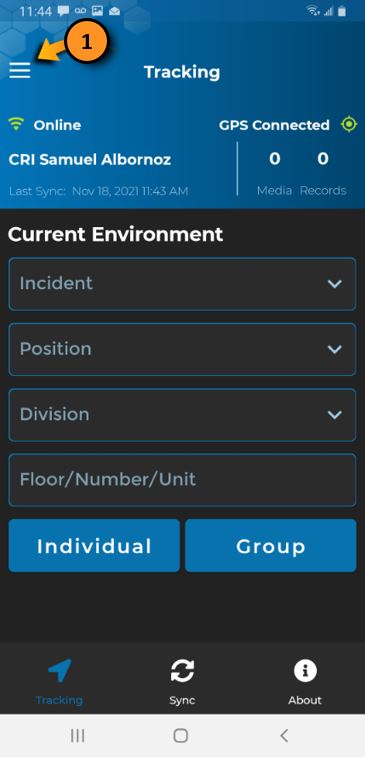 11:44
1
Tracking
Online
GPS Connected
CRI Samuel Albornoz
0 0
Last Sync: Nov 18, 2021 11:43 AM
Media Records
Current Environment
Incident
Position
Division
Floor/Number/Unit
Individual
Group
Tracking
Sync
About